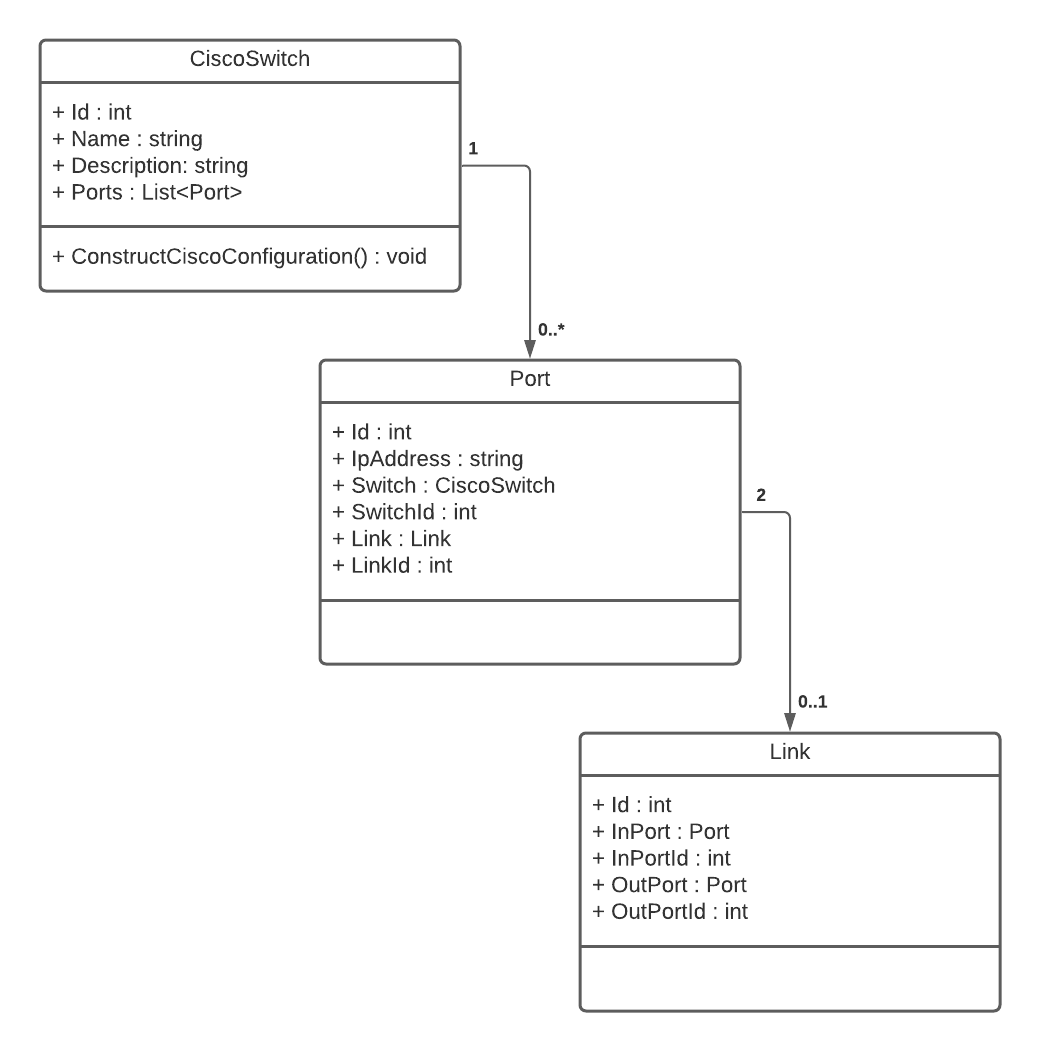 CiscoSwitch
+ Id : int
+ Name : string
+ Description: string
+ Ports : List<Port>
+ ConstructCiscoConfiguration() : void
1
0..*
Port
+ Id : int
+ IpAddress : string
+ Switch : CiscoSwitch
+ SwitchId : int
+ Link : Link
+ LinkId : int
2
0..1
Link
+ Id : int
+ InPort : Port
+ InPortId : int
+ OutPort : Port
+ OutPortId : int